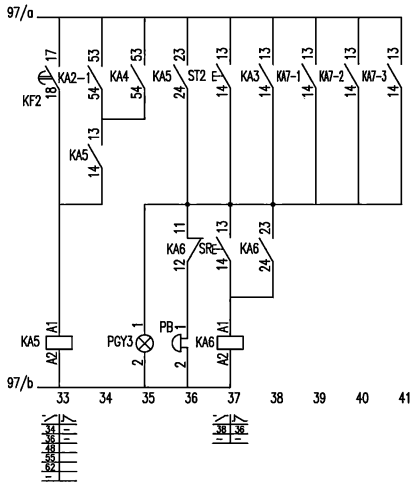 97/a
17 53 53 23 13 13 13 13 13
KF2 KA2-1 KA4 KA5 ST2 E KA3 KA7-1 KA7-2 KA7-3
18 54 54 24 14 14 14 14 14
13
KA5
14
11 13 23
KA6 SRE KA6
12 14 24
A1 1 1 A1
KA5 PGY3 PB KA6
A2 2 2 A2
97/b
33 34 35 36 37 38 39 40 41
34 – 38 36
36 – – –
48
55
62
–